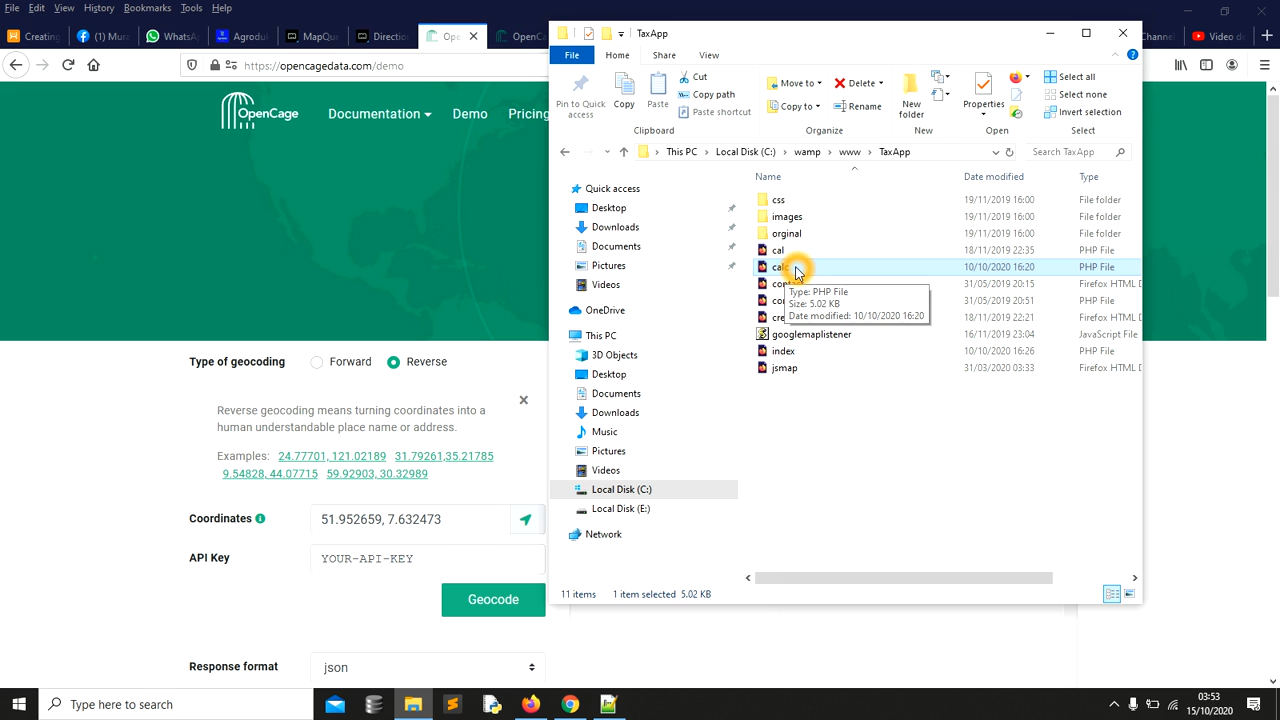 File Edit View History Bookmarks Tools Help
Creating
(1) Mura
WhatsA
Agrodul
MapQue
Direction
Op
OpenCa
Channel
Video de
https://opencagedata.com/demo
OpenCage
Documentation
Demo
Pricing
Type of geocoding
Forward
Reverse
Reverse geocoding means turning coordinates into a
human understandable place name or address.
Examples: 24.77701, 121.02189 31.79261,35.21785
9.54828, 44.07715 59.92903, 30.32989
Coordinates
51.952659, 7.632473
API Key
YOUR-API-KEY
Geocode
Response format
json
TaxApp
File Home Share View
Pin to Quick
access
Copy
Paste
Cut
Copy path
Paste shortcut
Clipboard
Move to
Copy to
Delete
Rename
Organize
New
folder
New
Properties
Open
Select all
Select none
Invert selection
Select
This PC > Local Disk (C:) > wamp > www > TaxApp
Search TaxApp
Quick access
Desktop
Downloads
Documents
Pictures
Videos
OneDrive
This PC
3D Objects
Desktop
Documents
Downloads
Music
Pictures
Videos
Local Disk (C:)
Local Disk (E:)
Network
Name Date modified Type
css 19/11/2019 16:00 File folder
images 19/11/2019 16:00 File folder
orginal 19/11/2019 16:00 File folder
cal 18/11/2019 22:35 PHP File
calc 10/10/2020 16:20 PHP File
31/05/2019 20:15 Firefox HTML D
31/05/2019 20:51 PHP File
cre 18/11/2019 22:21 Firefox HTML D
googlemaplistener 16/11/2019 23:04 JavaScript File
index 10/10/2020 16:26 PHP File
jsmap 31/03/2020 03:33 Firefox HTML D
Type: PHP File
Size: 5.02 KB
Date modified: 10/10/2020 16:20
11 items 1 item selected 5.02 KB
Type here to search
03:53
15/10/2020